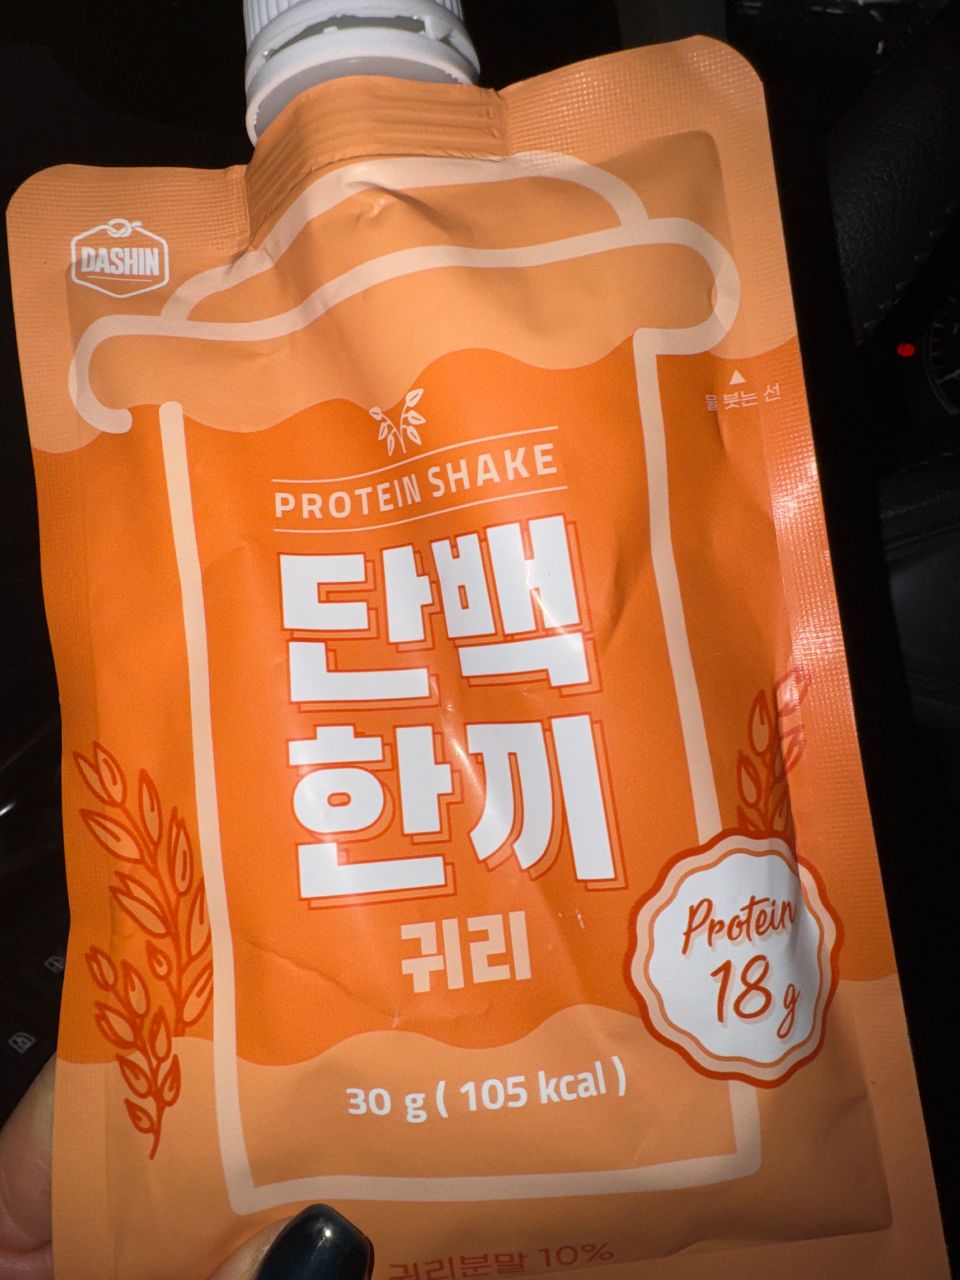 DASHIN
물 붓는 선
PROTEIN SHAKE
단백
한끼
귀리
Protein
18g
30 g ( 105 kcal )
귀리분말 10%